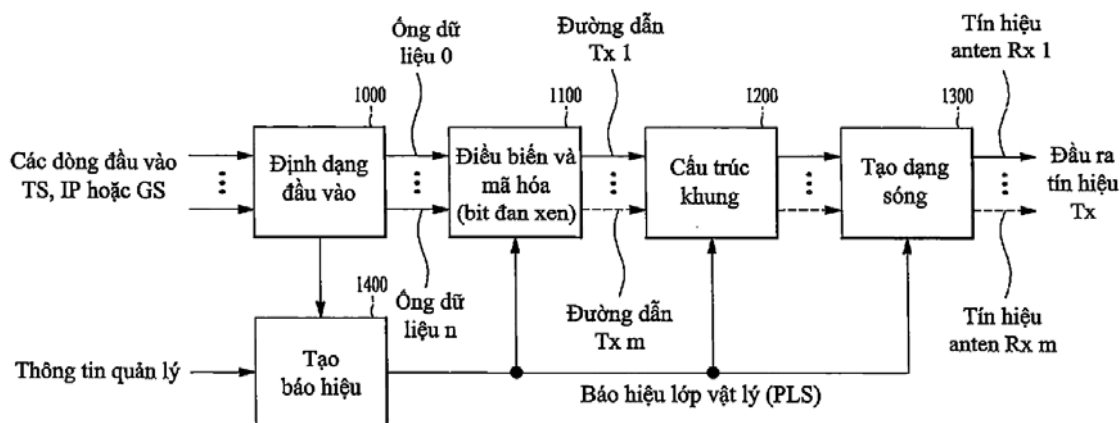 Ống dữ
liệu 0
Đường dẫn
Tx 1
Tín hiệu
anten Rx 1
1000
1100
1200
1300
Các dòng đầu vào
TS, IP hoặc GS
Định dạng
đầu vào
Điều biến và
mã hóa
(bit đan xen)
Cấu trúc
khung
Tạo dạng
sóng
Đầu ra
tín hiệu
Tx
1400
Ống dữ
liệu n
Đường dẫn
Tx m
Tín hiệu
anten Rx m
Thông tin quản lý
Tạo
báo hiệu
Báo hiệu lớp vật lý (PLS)